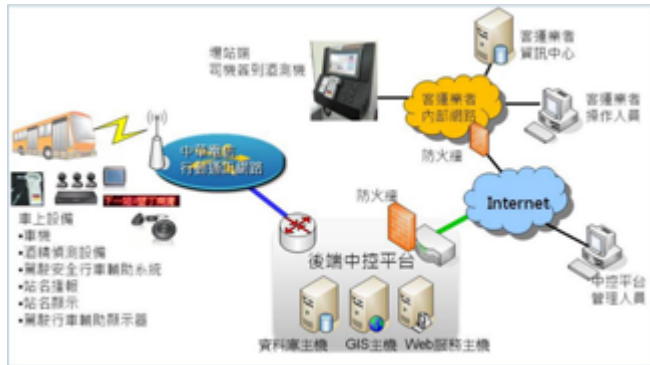 場站端
司機簽到酒測機
客運業者
資訊中心
客運業者
內部網路
客運業者
操作人員
防火牆
中華電信
行動通訊網路
Internet
防火牆
後端中控平台
中控平台
管理人員
車上設備
▪車機
▪酒精偵測設備
▪駕駛安全行車輔助系統
▪站名播報
▪站名顯示
▪駕駛行車輔助顯示器
資料庫主機
GIS主機
Web服務主機